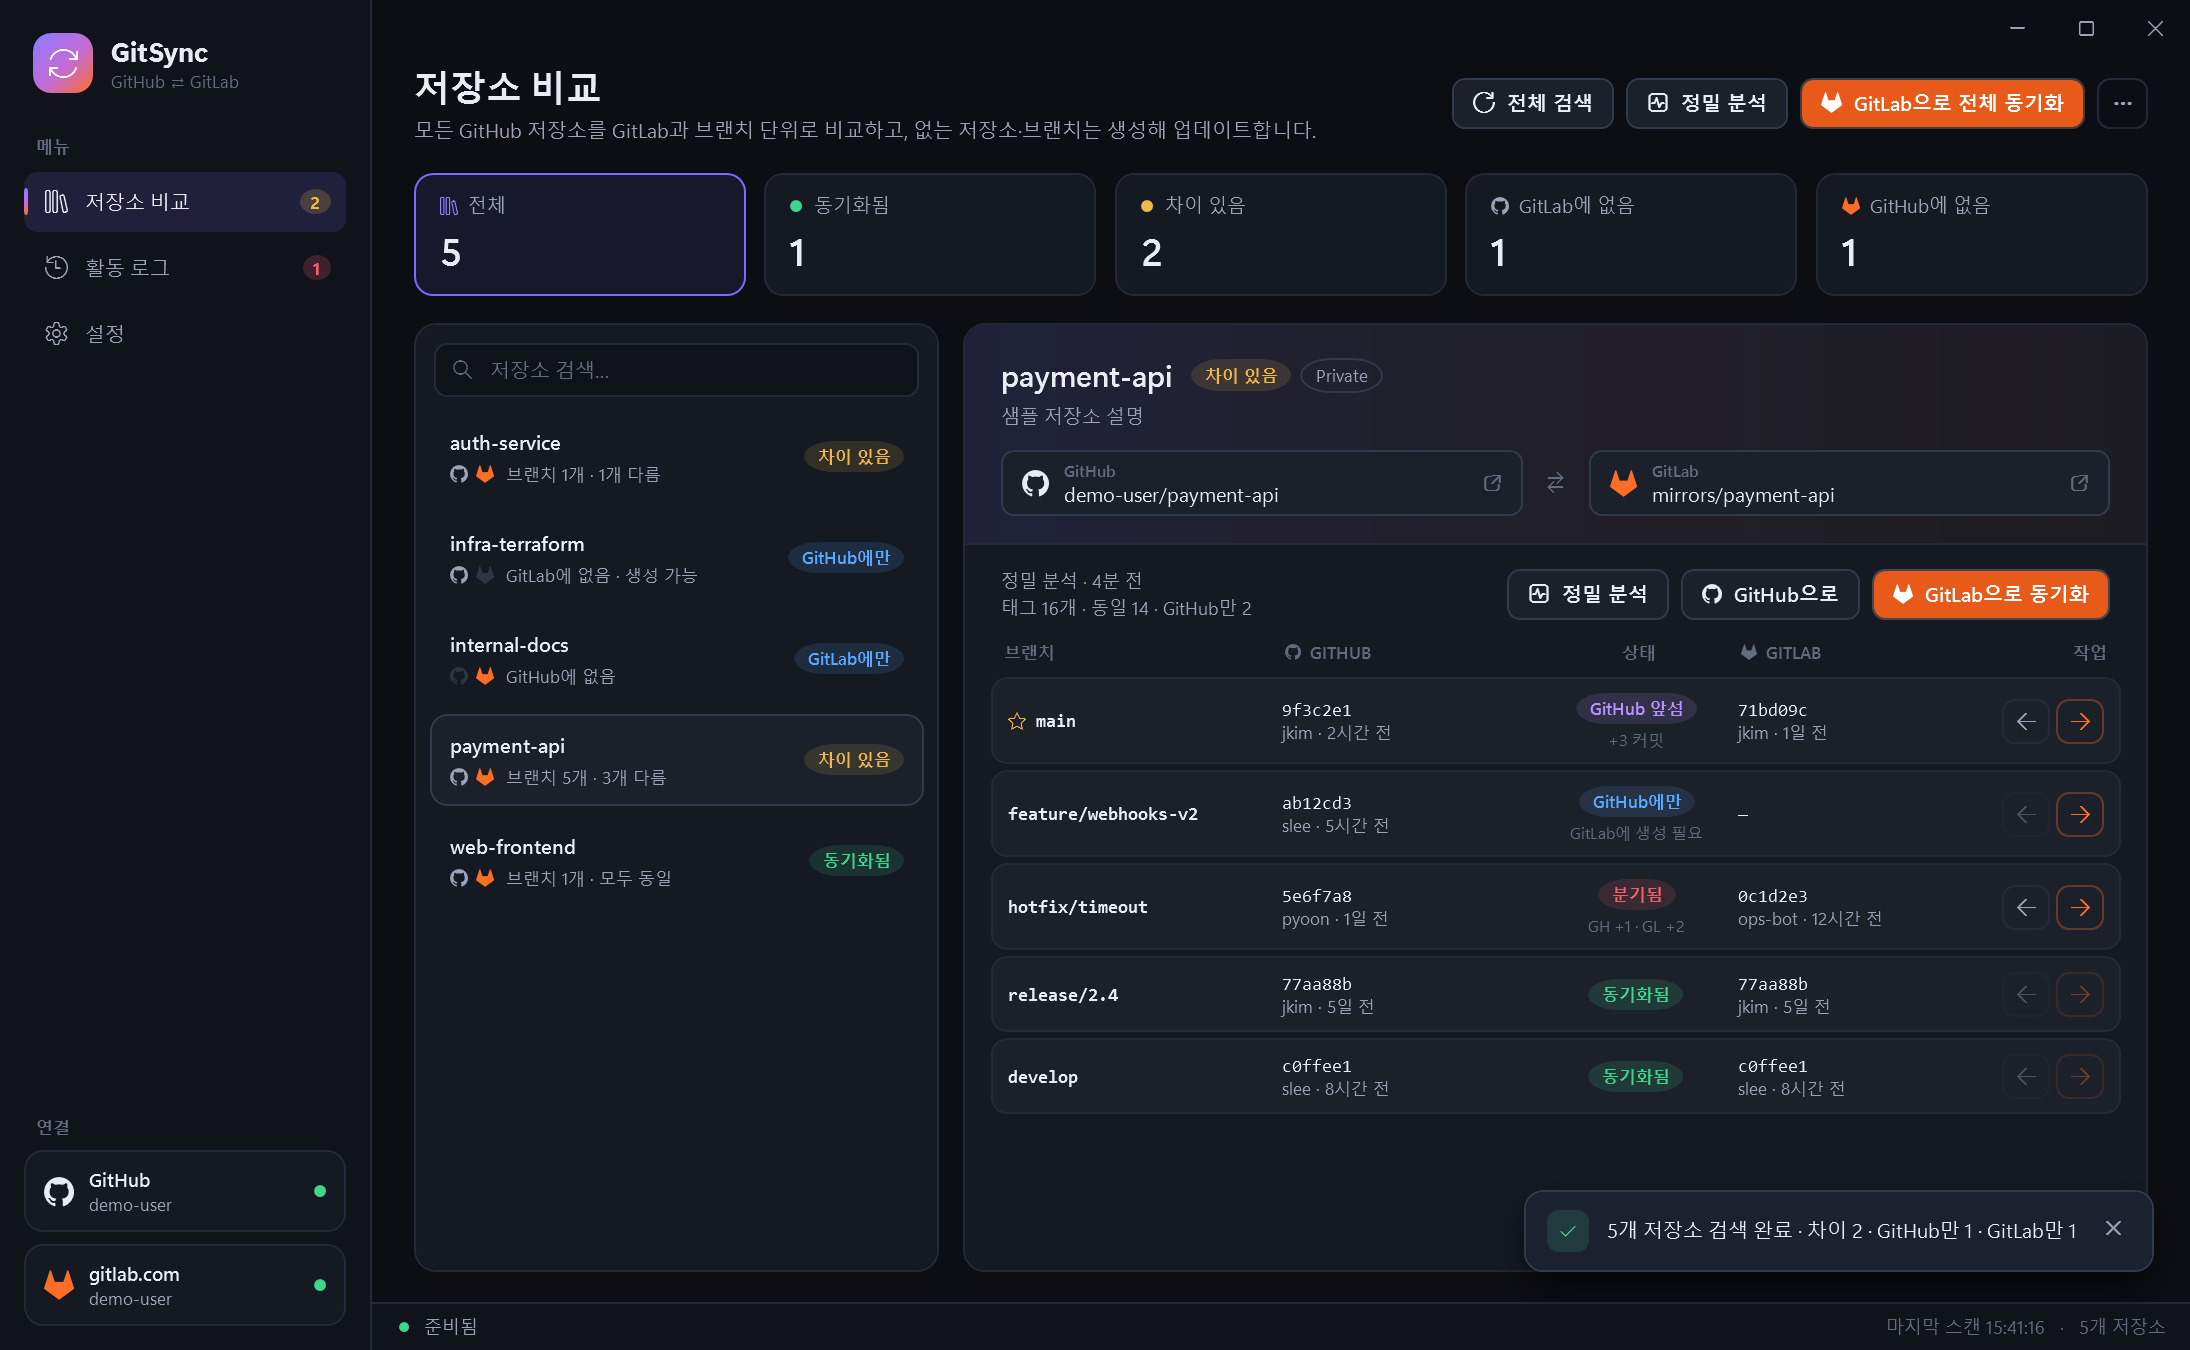 GitSync
GitHub ⇄ GitLab
메뉴
저장소 비교
2
활동 로그
1
설정
연결
GitHub
demo-user
gitlab.com
demo-user
저장소 비교
모든 GitHub 저장소를 GitLab과 브랜치 단위로 비교하고, 없는 저장소·브랜치는 생성해 업데이트합니다.
전체 검색
정밀 분석
GitLab으로 전체 동기화
···
전체
5
동기화됨
1
차이 있음
2
GitLab에 없음
1
GitHub에 없음
1
저장소 검색...
auth-service
브랜치 1개 · 1개 다름
차이 있음
infra-terraform
GitLab에 없음 · 생성 가능
GitHub에만
internal-docs
GitHub에 없음
GitLab에만
payment-api
브랜치 5개 · 3개 다름
차이 있음
web-frontend
브랜치 1개 · 모두 동일
동기화됨
payment-api
차이 있음
Private
샘플 저장소 설명
GitHub
demo-user/payment-api
GitLab
mirrors/payment-api
정밀 분석 · 4분 전
태그 16개 · 동일 14 · GitHub만 2
정밀 분석
GitHub으로
GitLab으로 동기화
브랜치
GITHUB
상태
GITLAB
작업
main
9f3c2e1
jkim · 2시간 전
GitHub 앞섬
+3 커밋
71bd09c
jkim · 1일 전
feature/webhooks-v2
ab12cd3
slee · 5시간 전
GitHub에만
GitLab에 생성 필요
—
hotfix/timeout
5e6f7a8
pyoon · 1일 전
분기됨
GH +1 · GL +2
0c1d2e3
ops-bot · 12시간 전
release/2.4
77aa88b
jkim · 5일 전
동기화됨
77aa88b
jkim · 5일 전
develop
c0ffee1
slee · 8시간 전
동기화됨
c0ffee1
slee · 8시간 전
5개 저장소 검색 완료 · 차이 2 · GitHub만 1 · GitLab만 1
준비됨
마지막 스캔 15:41:16 · 5개 저장소